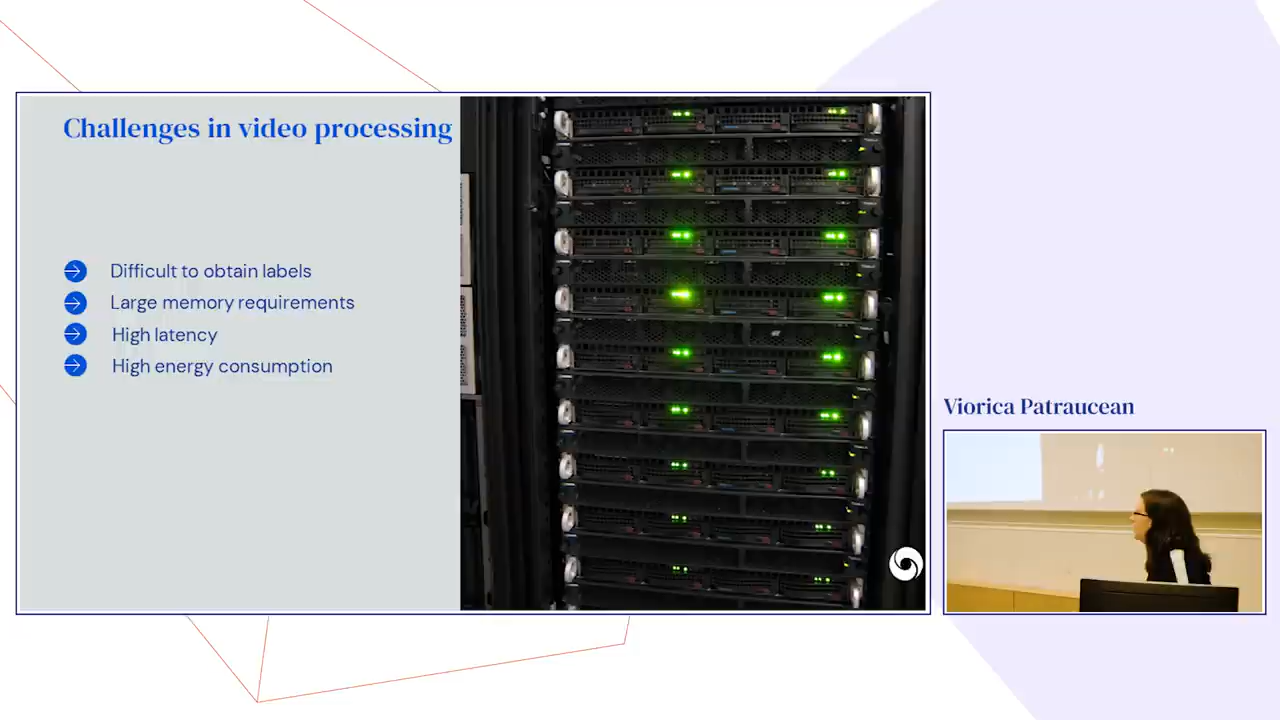 Challenges in video processing
Difficult to obtain labels
Large memory requirements
High latency
High energy consumption
Viorica Patraucean